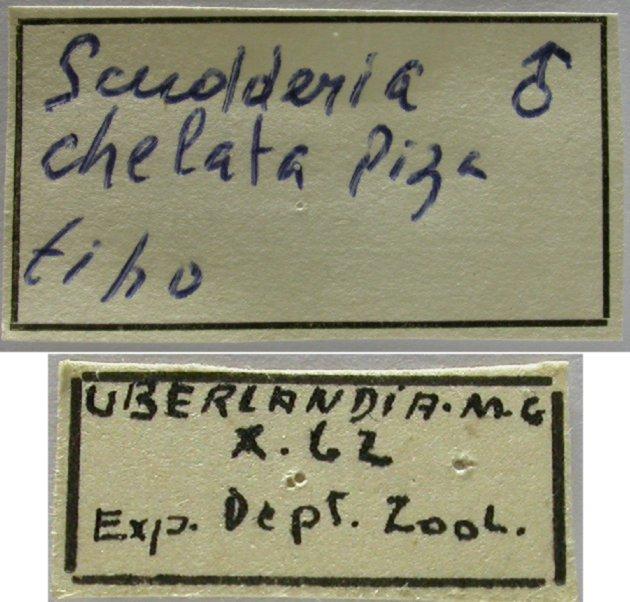 Scudderia ♂
chelata Piza
tipo
UBERLANDIA.M.G
X.62
Exp. Dept. Zool.